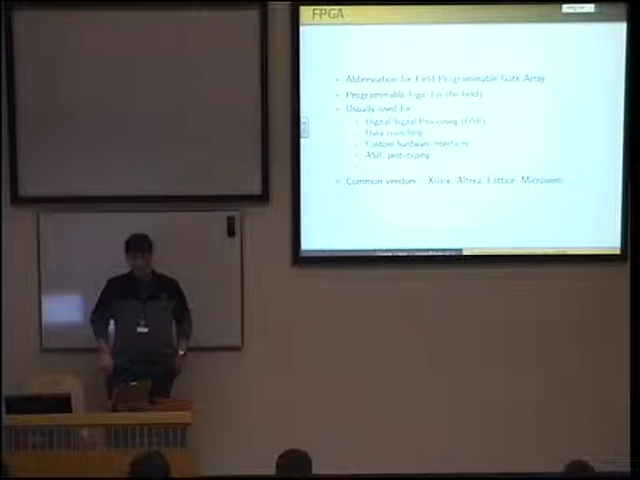 FPGA
Abbreviation for Field Programmable Gate Array
Programmable logic (in the field)
Usually used for
Digital Signal Processing (DSP)
Data crunching
Custom hardware interfaces
ASIC prototyping
Common vendors Xilinx, Altera, Lattice, Microsemi